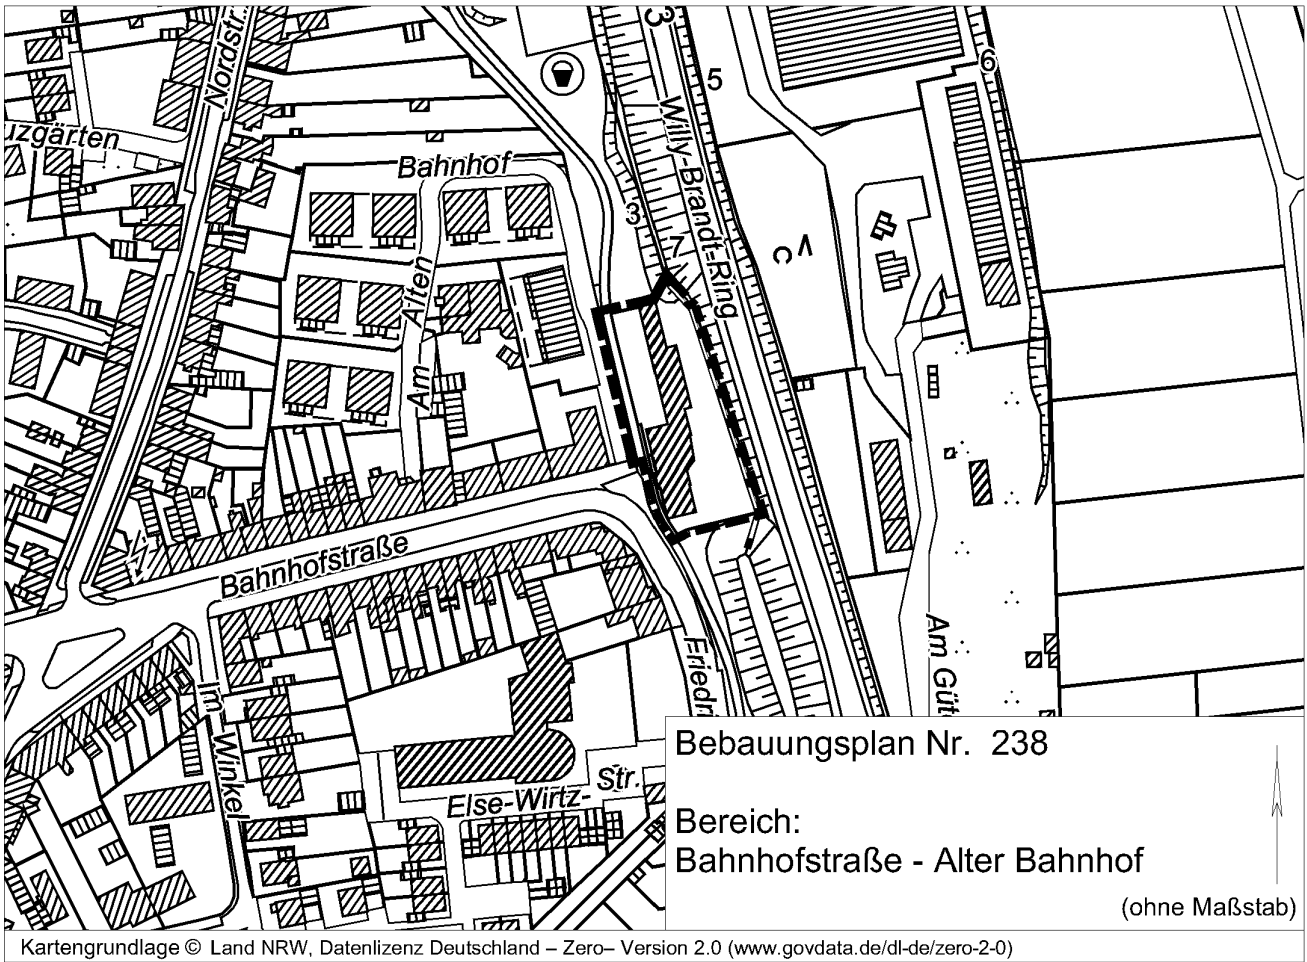 Nordstr.
uzgärten
Bahnhof
Am Alten
3
5
6
Willy-Brandt-Ring
3
7
Bahnhofstraße
Im Winkel
Friedri
Am Güte
Else-Wirtz- Str.
Bebauungsplan Nr. 238
Bereich:
Bahnhofstraße - Alter Bahnhof
(ohne Maßstab)
Kartengrundlage © Land NRW, Datenlizenz Deutschland – Zero– Version 2.0 (www.govdata.de/dl-de/zero-2-0)